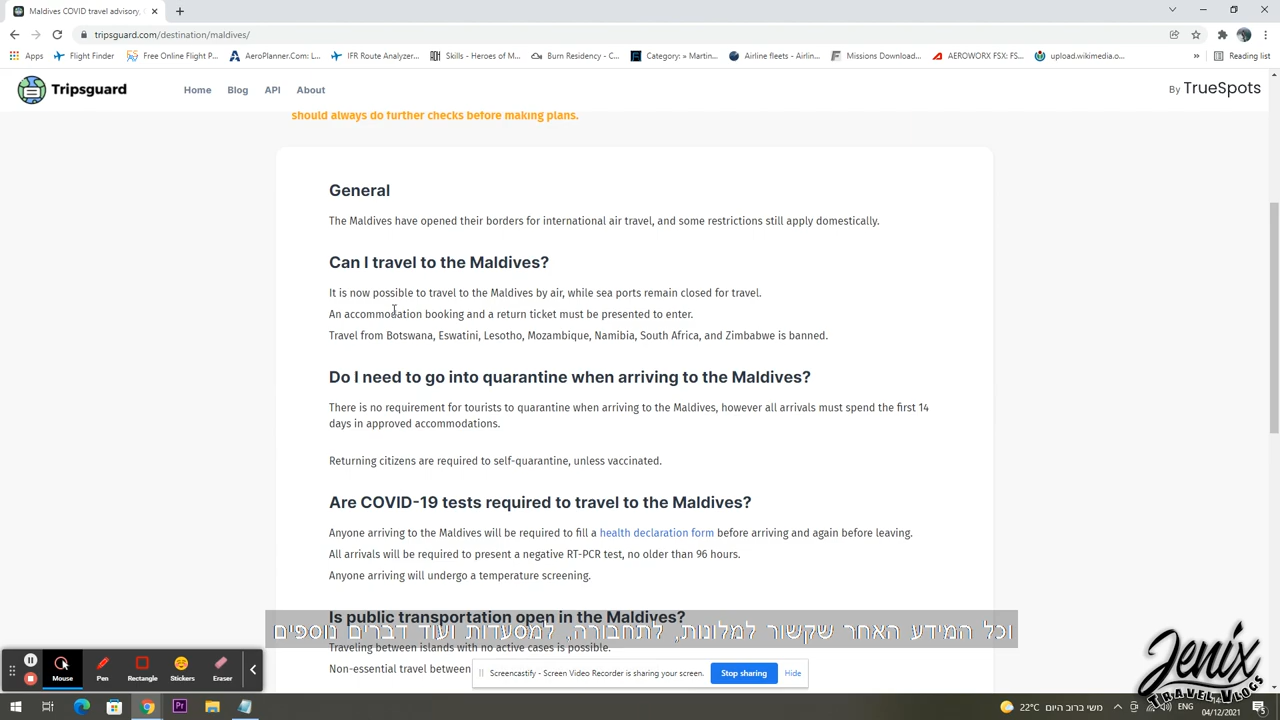 Maldives COVID travel advisory,
tripsguard.com/destination/maldives/
Apps
Flight Finder
Free Online Flight P...
AeroPlanner.Com: L...
IFR Route Analyzer...
Skills - Heroes of M...
Burn Residency - C...
Category: » Martin...
Airline fleets - Airlin...
Missions Download...
AEROWORX FSX: FS...
upload.wikimedia.o...
»
Reading list
Tripsguard
Home
Blog
API
About
By TrueSpots
should always do further checks before making plans.
General
The Maldives have opened their borders for international air travel, and some restrictions still apply domestically.
Can I travel to the Maldives?
It is now possible to travel to the Maldives by air, while sea ports remain closed for travel.
An accommodation booking and a return ticket must be presented to enter.
Travel from Botswana, Eswatini, Lesotho, Mozambique, Namibia, South Africa, and Zimbabwe is banned.
Do I need to go into quarantine when arriving to the Maldives?
There is no requirement for tourists to quarantine when arriving to the Maldives, however all arrivals must spend the first 14
days in approved accommodations.
Returning citizens are required to self-quarantine, unless vaccinated.
Are COVID-19 tests required to travel to the Maldives?
Anyone arriving to the Maldives will be required to fill a health declaration form before arriving and again before leaving.
All arrivals will be required to present a negative RT-PCR test, no older than 96 hours.
Anyone arriving will undergo a temperature screening.
Is public transportation open in the Maldives?
וכל המידע האחר שקשור למלונות, לתחבורה, למסעדות ועוד דברים נוספים
Traveling between islands with no active cases is possible.
Non-essential travel between
Screencastify - Screen Video Recorder is sharing your screen.
Stop sharing
Hide
Mouse
Pen
Rectangle
Stickers
Eraser
Jenix
TRAVEL VLOGS
Pr
22°C
משי ברוב היום
ENG
04/12/2021